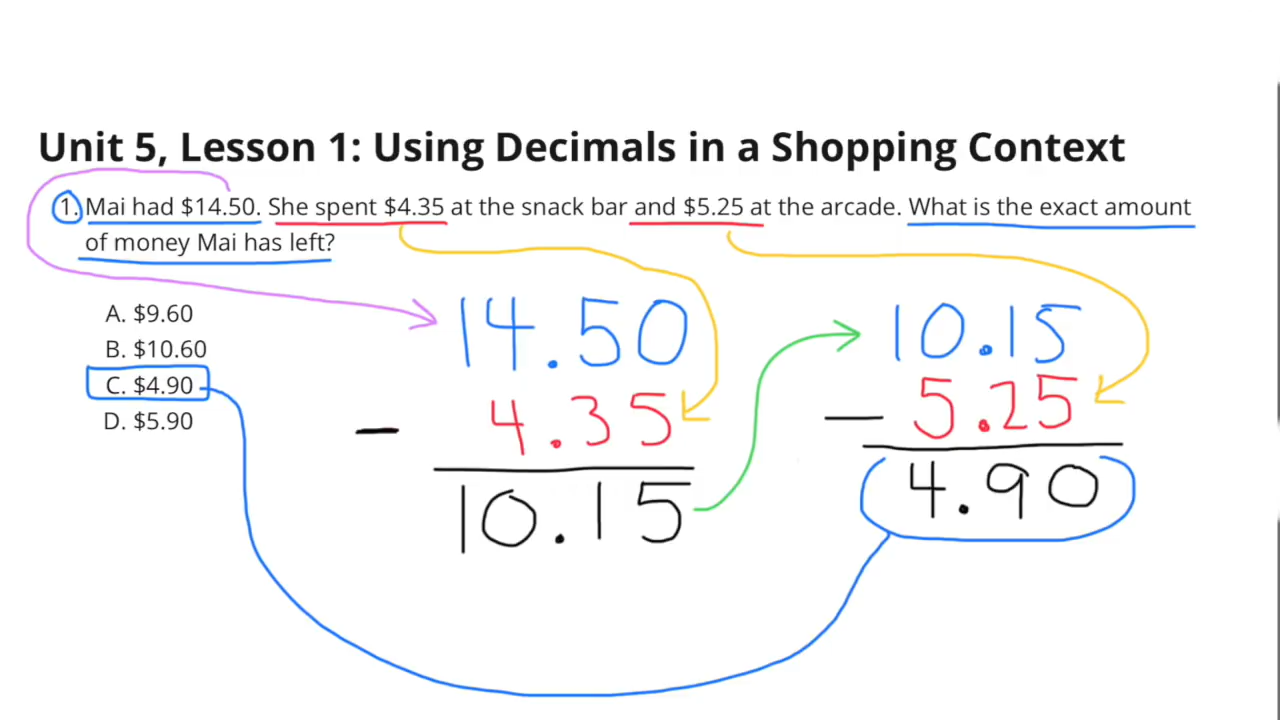 Unit 5, Lesson 1: Using Decimals in a Shopping Context
1. Mai had $14.50. She spent $4.35 at the snack bar and $5.25 at the arcade. What is the exact amount
of money Mai has left?
A. $9.60
B. $10.60
C. $4.90
D. $5.90
14.50
- 4.35
10.15
10.15
- 5.25
4.90